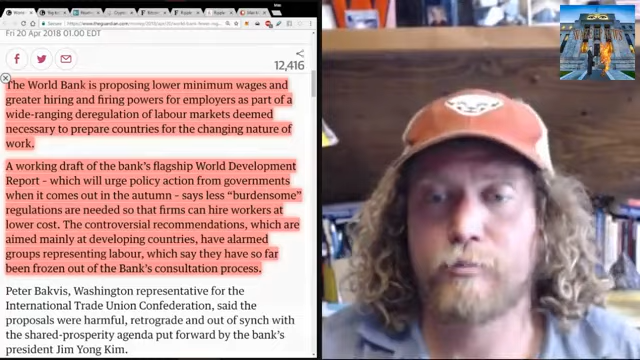 Fri 20 Apr 2018 01.00 EDT
12,416
The World Bank is proposing lower minimum wages and
greater hiring and firing powers for employers as part of a
wide-ranging deregulation of labour markets deemed
necessary to prepare countries for the changing nature of
work.
A working draft of the bank's flagship World Development
Report – which will urge policy action from governments
when it comes out in the autumn – says less "burdensome"
regulations are needed so that firms can hire workers at
lower cost. The controversial recommendations, which are
aimed mainly at developing countries, have alarmed
groups representing labour, which say they have so far
been frozen out of the Bank's consultation process.
Peter Bakvis, Washington representative for the
International Trade Union Confederation, said the
proposals were harmful, retrograde and out of synch with
the shared-prosperity agenda put forward by the bank's
president Jim Yong Kim.